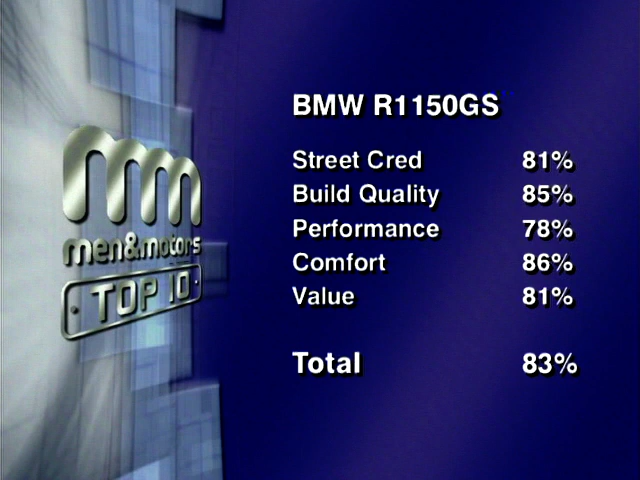 men&motors
TOP 10
BMW R1150GS
Street Cred 81%
Build Quality 85%
Performance 78%
Comfort 86%
Value 81%
Total 83%